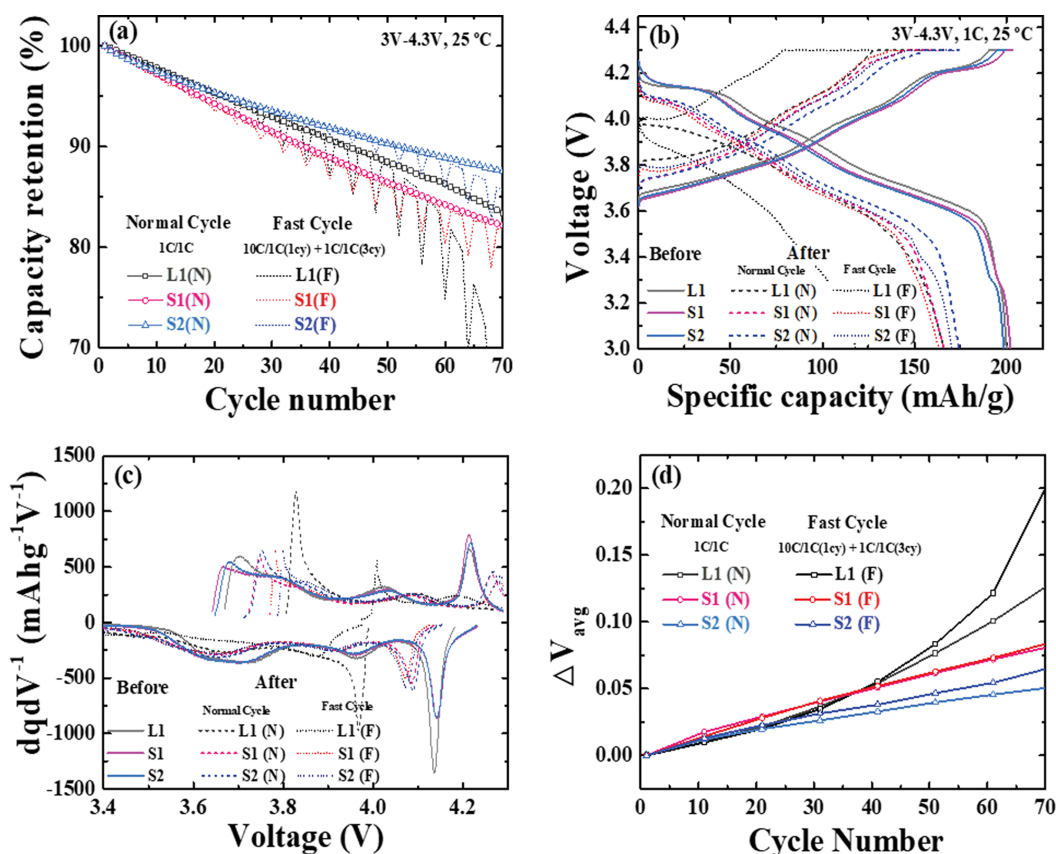 (a)
3V-4.3V, 25 °C
Capacity retention (%)
100
90
80
70
Normal Cycle
1C/1C
Fast Cycle
10C/1C(1cy) + 1C/1C(3cy)
L1(N)
L1(F)
S1(N)
S1(F)
S2(N)
S2(F)
0 10 20 30 40 50 60 70
Cycle number
(b)
3V-4.3V, 1C, 25 °C
Voltage (V)
4.4
4.2
4.0
3.8
3.6
3.4
3.2
3.0
Before
After
Normal Cycle
Fast Cycle
L1
L1 (N)
L1 (F)
S1
S1 (N)
S1 (F)
S2
S2 (N)
S2 (F)
0 50 100 150 200
Specific capacity (mAh/g)
(c)
dqdV⁻¹ (mAhg⁻¹V⁻¹)
1500
1000
500
0
-500
-1000
-1500
Before
After
Normal Cycle
Fast Cycle
L1
L1 (N)
L1 (F)
S1
S1 (N)
S1 (F)
S2
S2 (N)
S2 (F)
3.4 3.6 3.8 4.0 4.2
Voltage (V)
(d)
ΔVavg
0.20
0.15
0.10
0.05
0.00
Normal Cycle
1C/1C
Fast Cycle
10C/1C(1cy) + 1C/1C(3cy)
L1 (N)
L1 (F)
S1 (N)
S1 (F)
S2 (N)
S2 (F)
0 10 20 30 40 50 60 70
Cycle Number